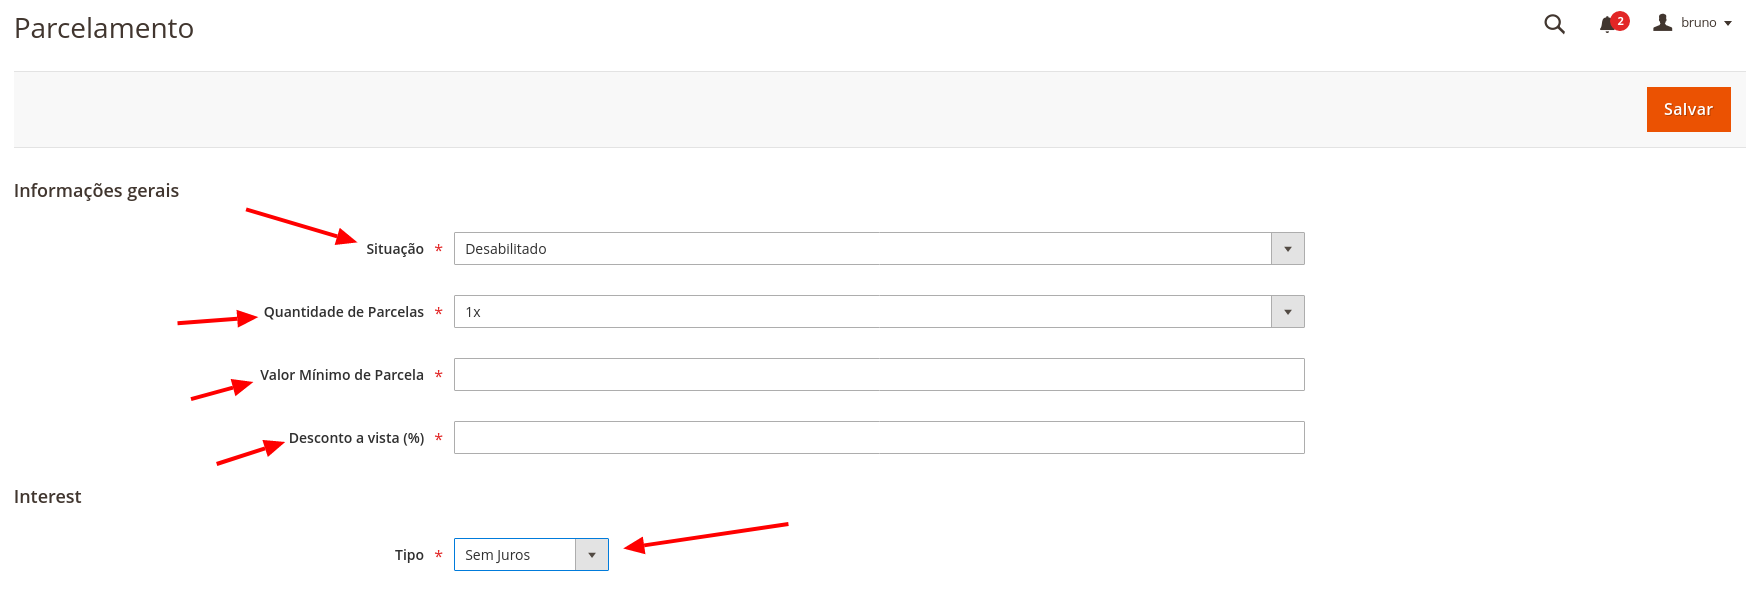 Parcelamento
2
bruno
Salvar
Informações gerais
Situação *
Desabilitado
Quantidade de Parcelas *
1x
Valor Mínimo de Parcela *
Desconto a vista (%) *
Interest
Tipo *
Sem Juros